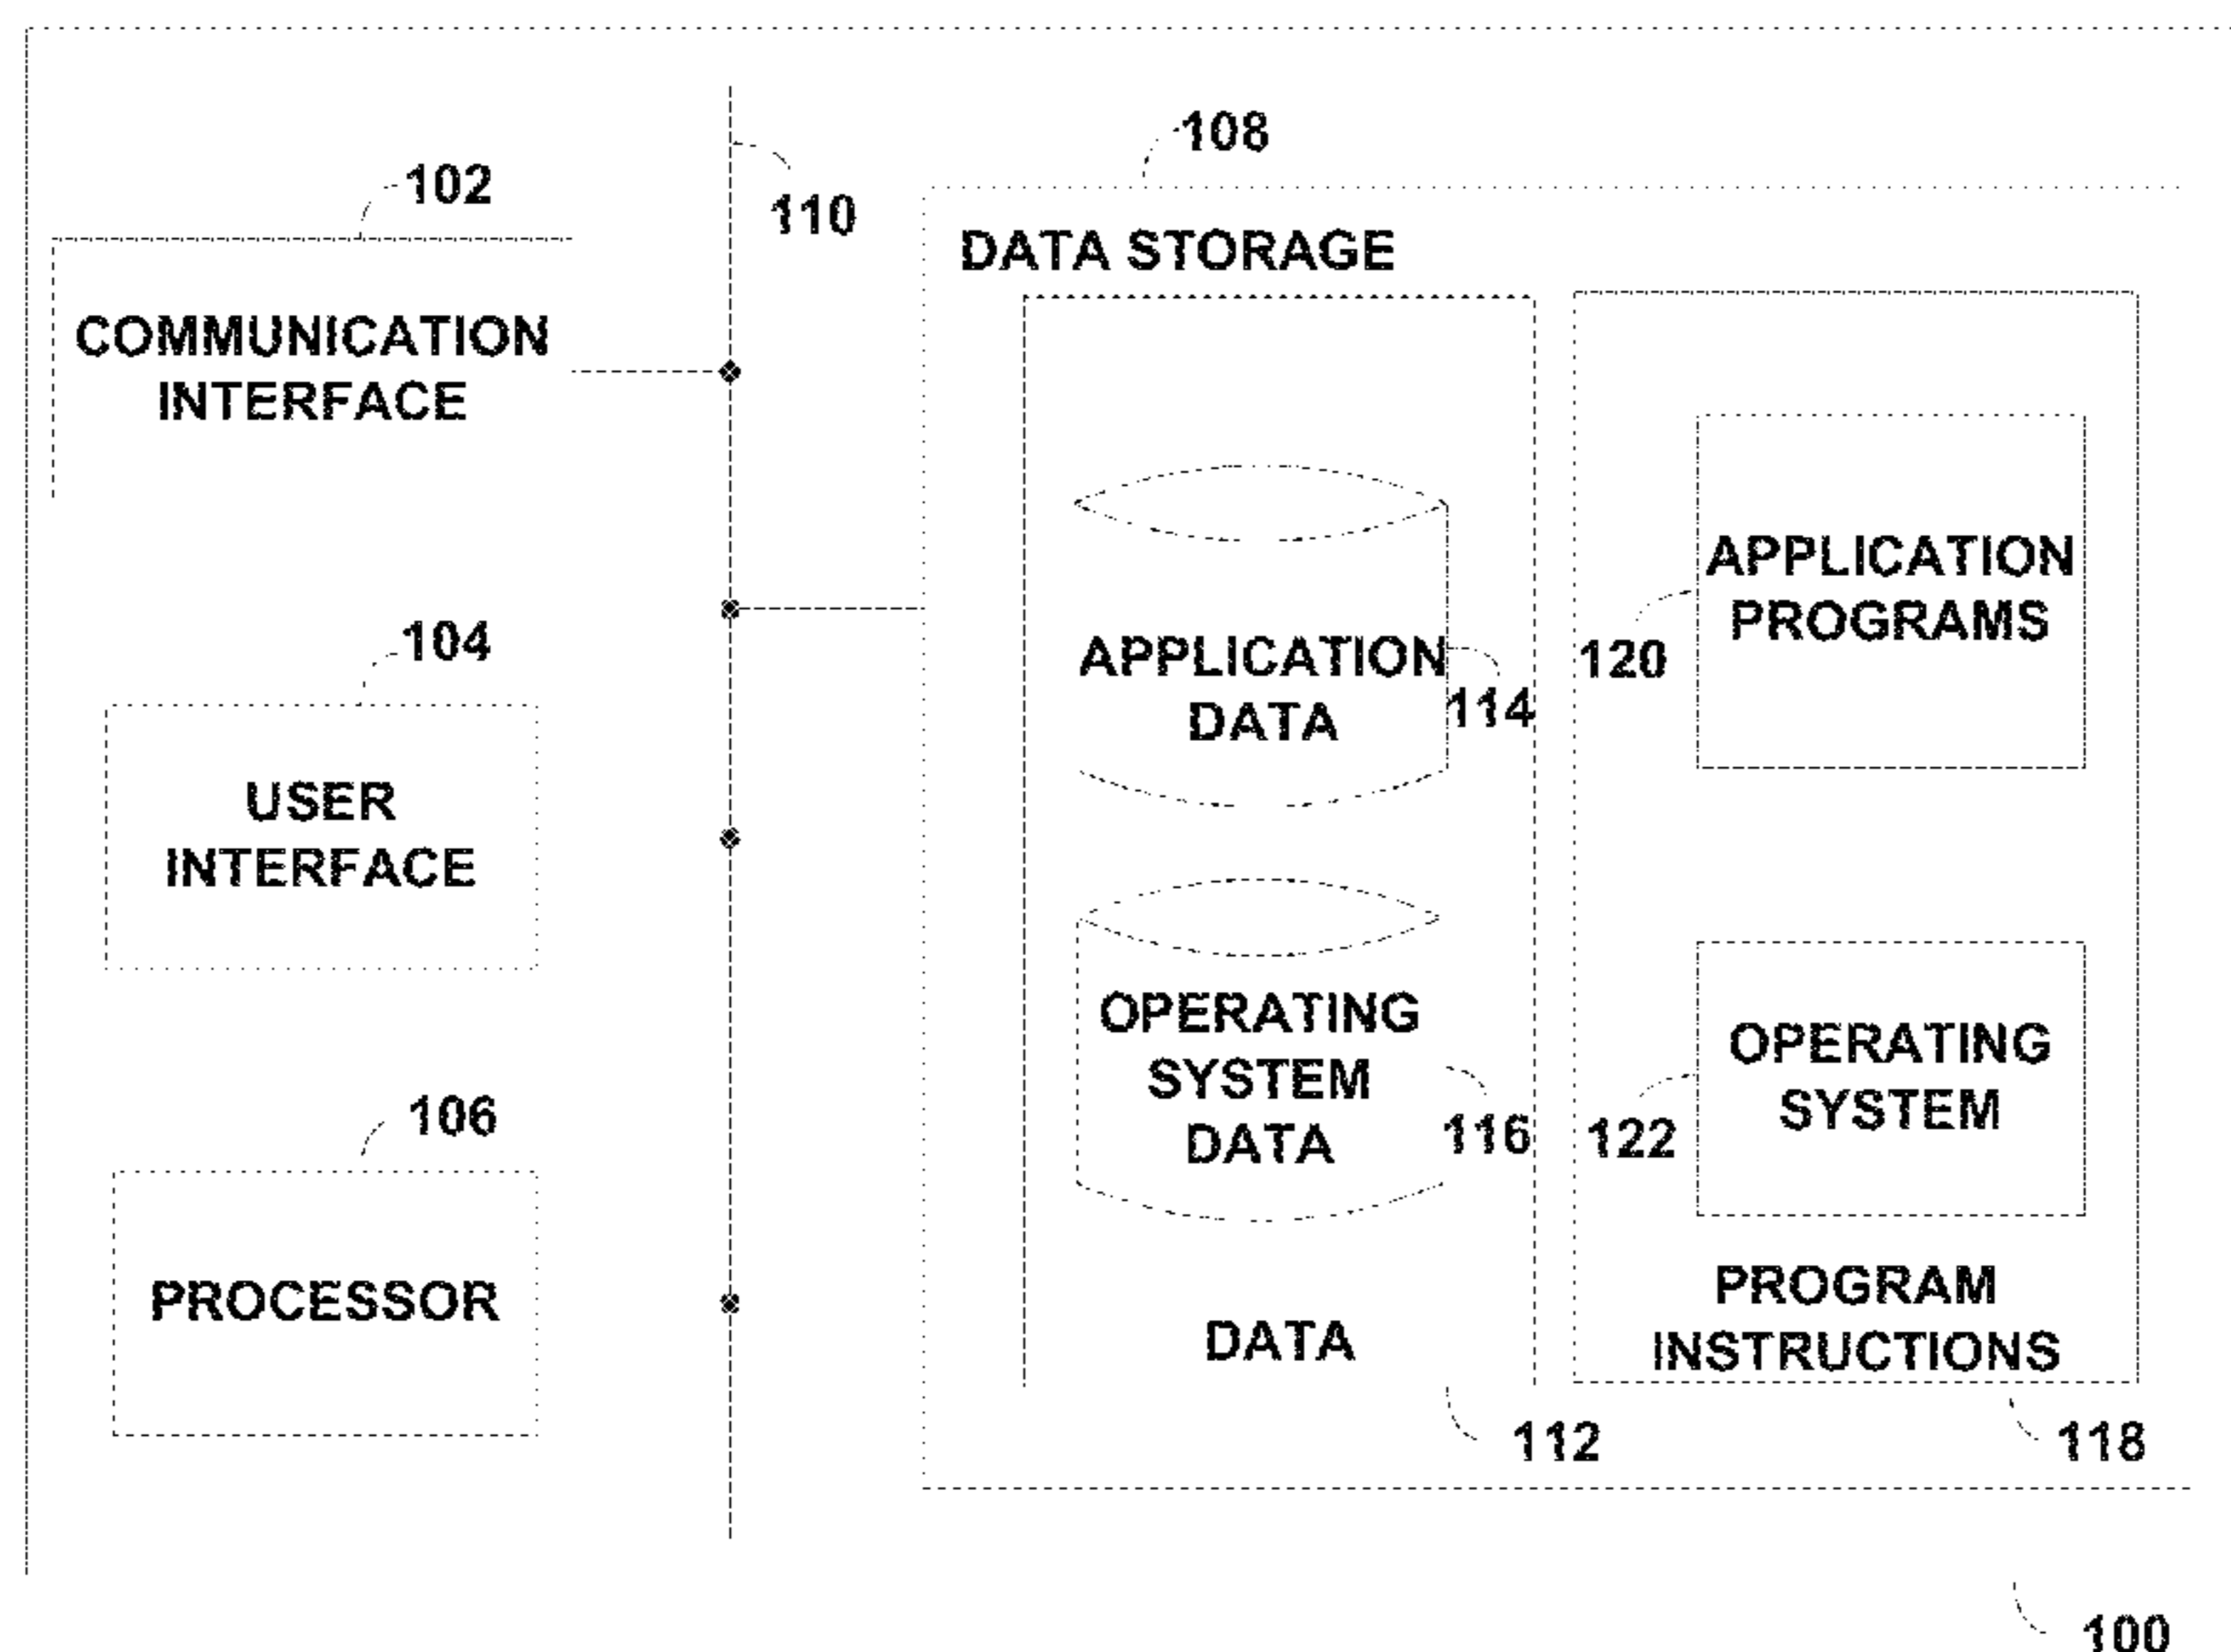 108
102
110
DATA STORAGE
COMMUNICATION
INTERFACE
APPLICATION
PROGRAMS
120
104
APPLICATION
DATA
114
USER
INTERFACE
OPERATING
SYSTEM
DATA
116
OPERATING
SYSTEM
122
106
PROCESSOR
PROGRAM
INSTRUCTIONS
DATA
112
118
100